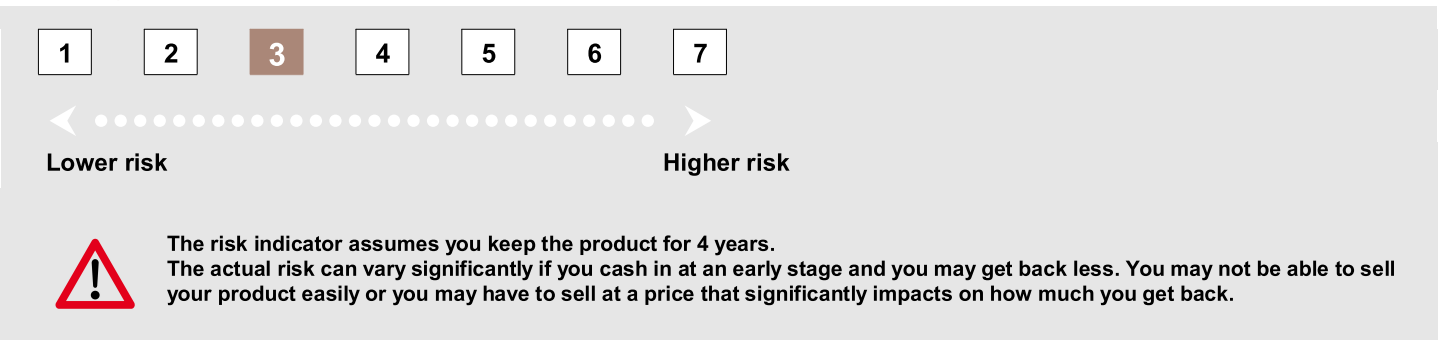 1 2 3 4 5 6 7
Lower risk Higher risk
The risk indicator assumes you keep the product for 4 years.
The actual risk can vary significantly if you cash in at an early stage and you may get back less. You may not be able to sell
your product easily or you may have to sell at a price that significantly impacts on how much you get back.